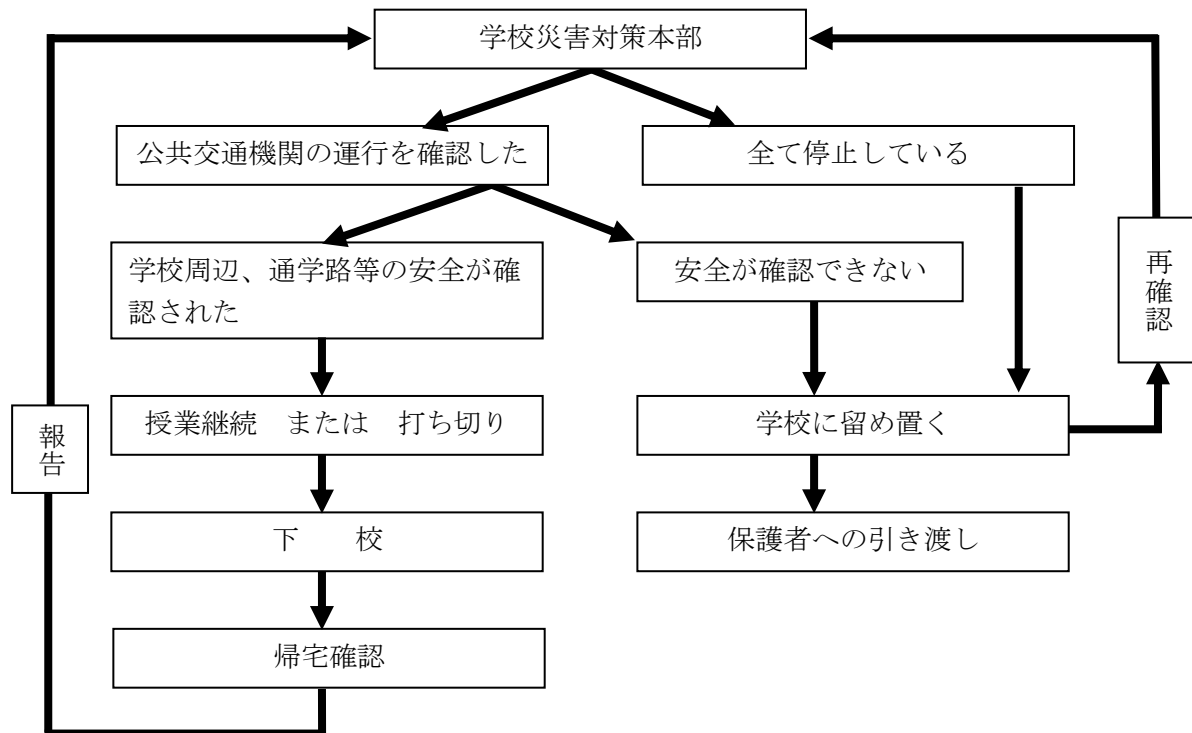 学校災害対策本部
公共交通機関の運行を確認した
全て停止している
学校周辺、通学路等の安全が確
認された
安全が確認できない
再確認
授業継続　または　打ち切り
学校に留め置く
報告
下　　校
保護者への引き渡し
帰宅確認